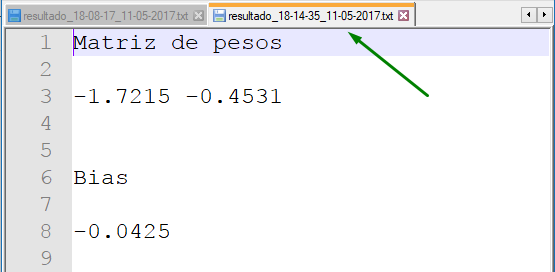 resultado_18-08-17_11-05-2017.txt
resultado_18-14-35_11-05-2017.txt
1 Matriz de pesos
2
3 -1.7215 -0.4531
4
5
6 Bias
7
8 -0.0425
9